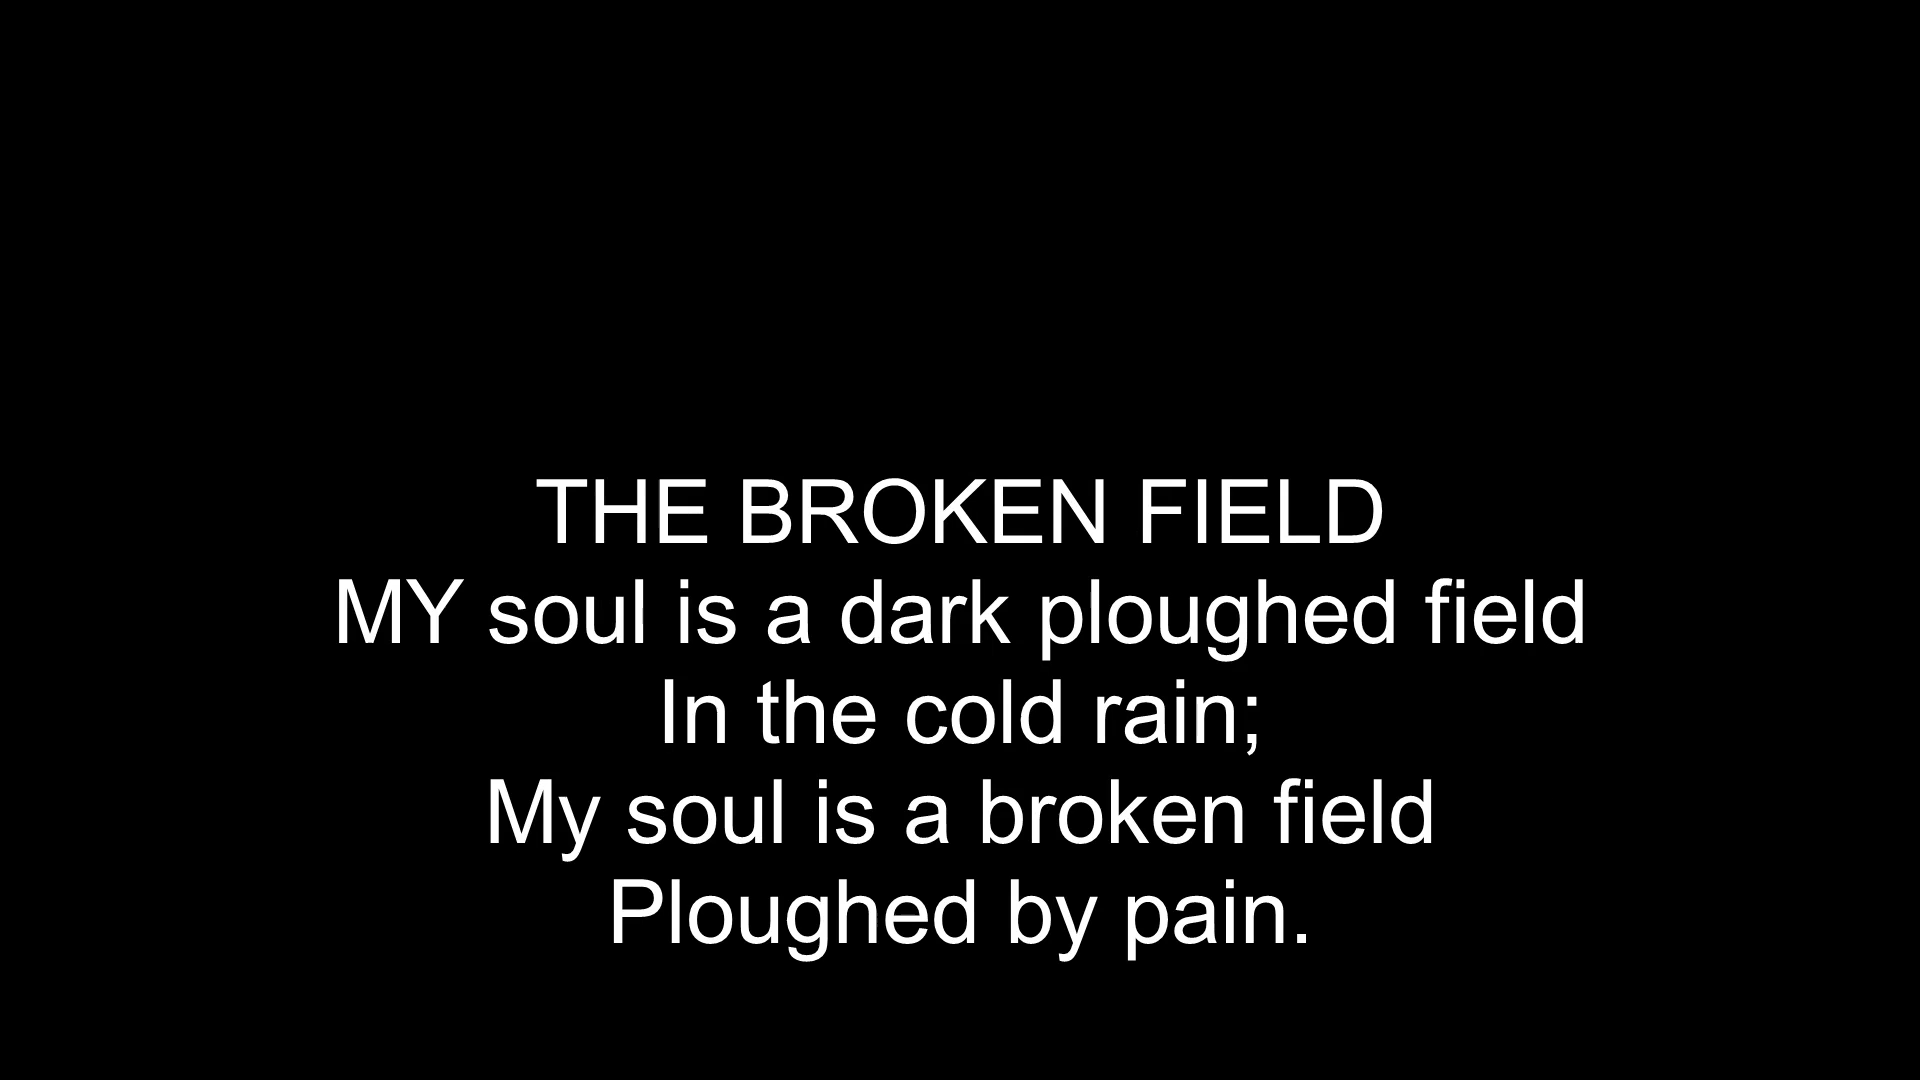 THE BROKEN FIELD
MY soul is a dark ploughed field
In the cold rain;
My soul is a broken field
Ploughed by pain.